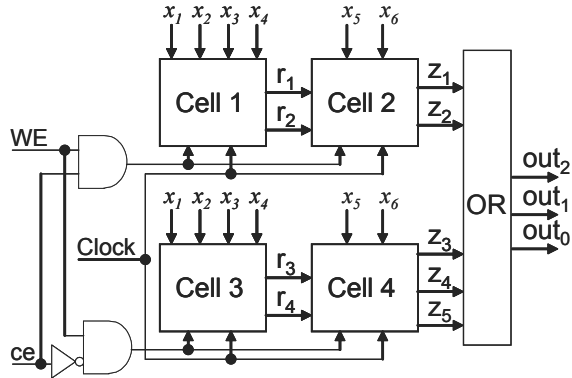 x₁ x₂ x₃ x₄ x₅ x₆
Cell 1
r₁
r₂
Cell 2
z₁
z₂
WE
OR
out₂
out₁
out₀
x₁ x₂ x₃ x₄ x₅ x₆
Clock
Cell 3
r₃
r₄
Cell 4
z₃
z₄
z₅
ce